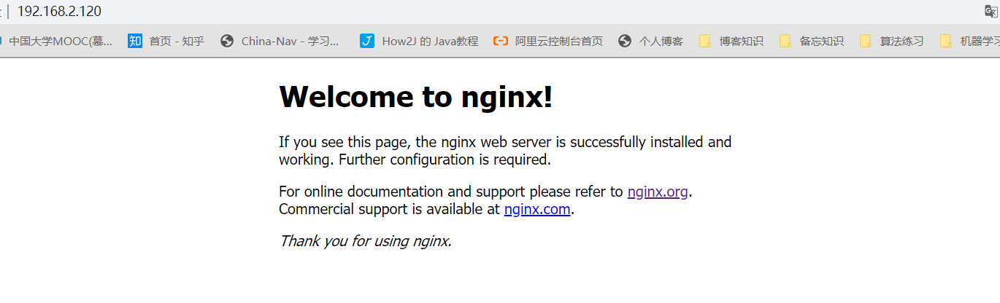 192.168.2.120
中国大学MOOC(慕... 首页 - 知乎 China-Nav - 学习... How2J 的 Java教程 阿里云控制台首页 个人博客 博客知识 备忘知识 算法练习 机器学习
Welcome to nginx!
If you see this page, the nginx web server is successfully installed and
working. Further configuration is required.
For online documentation and support please refer to nginx.org.
Commercial support is available at nginx.com.
Thank you for using nginx.